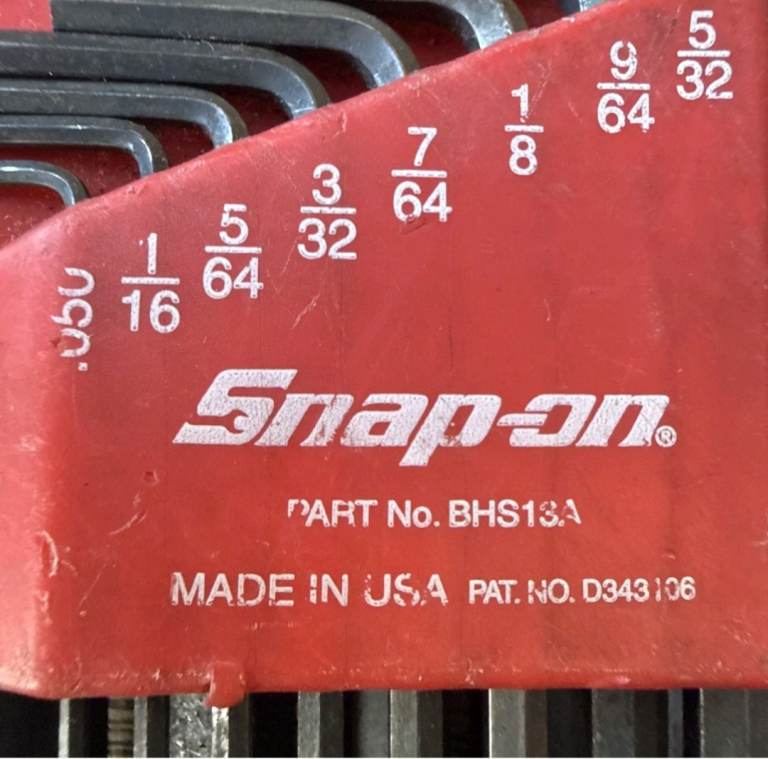 .050 1/16 5/64 3/32 7/64 1/8 9/64 5/32
Snap-on®
PART No. BHS13A
MADE IN USA PAT. NO. D343106